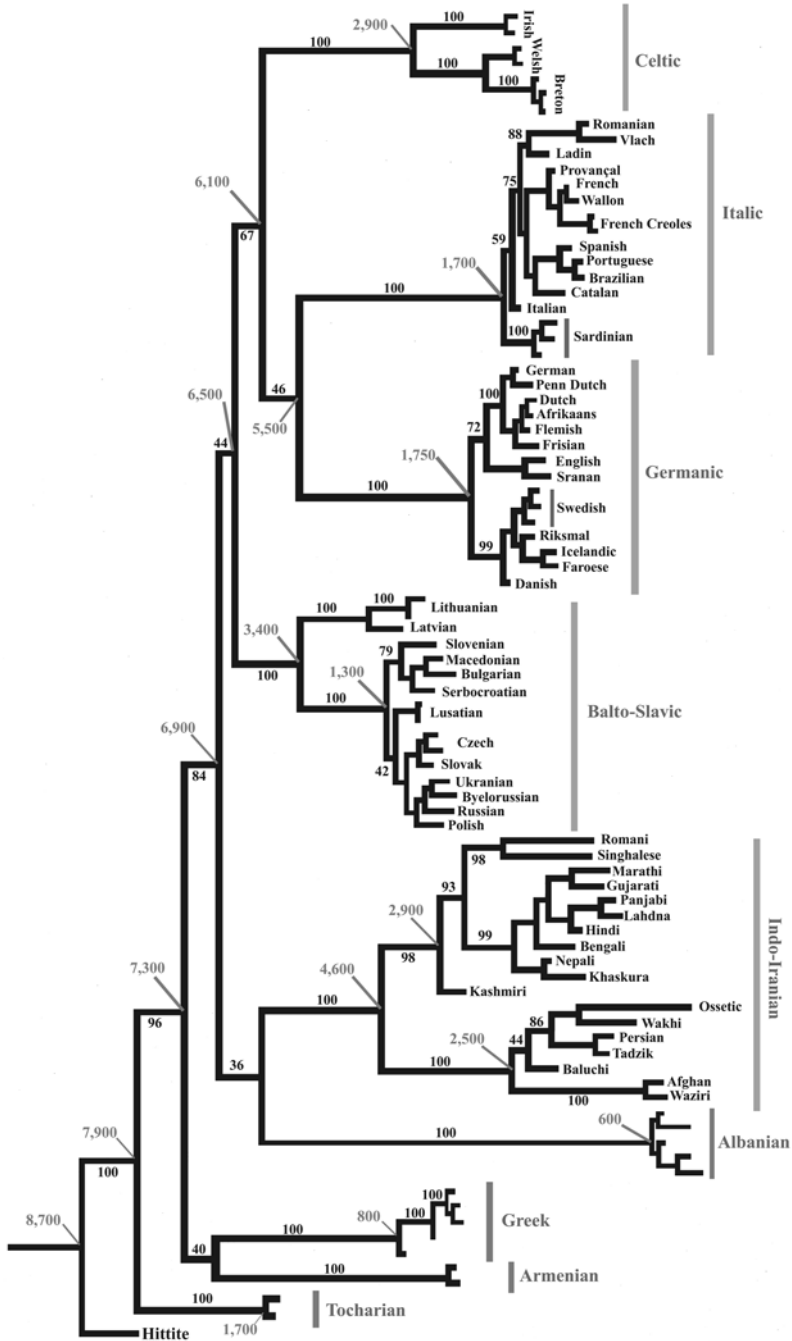 100
2,900
100
Irish
Welsh
100
100
Breton
Celtic
Romanian
88
Vlach
Ladin
Provançal
75
French
6,100
Wallon
Italic
French Creoles
67
59
Spanish
1,700
Portuguese
Brazilian
100
Catalan
Italian
100
Sardinian
German
46
100
Penn Dutch
6,500
Dutch
Afrikaans
5,500
72
Flemish
44
Frisian
1,750
English
Germanic
Sranan
100
Swedish
Riksmal
99
Icelandic
Faroese
Danish
100
100
Lithuanian
3,400
Latvian
Slovenian
79
Macedonian
100
1,300
Bulgarian
100
Serbocroatian
Lusatian
Balto-Slavic
6,900
Czech
42
Slovak
84
Ukranian
Byelorussian
Russian
Polish
Romani
98
Singhalese
93
Marathi
Gujarati
2,900
Panjabi
Lahdna
99
Hindi
98
Bengali
7,300
4,600
Nepali
Khaskura
Kashmiri
Indo-Iranian
100
Ossetic
96
86
Wakhi
2,500
44
Persian
36
Tadzik
100
Baluchi
Afghan
100
Waziri
600
7,900
100
Albanian
100
100
8,700
800
100
Greek
100
40
100
Armenian
100
Tocharian
1,700
Hittite